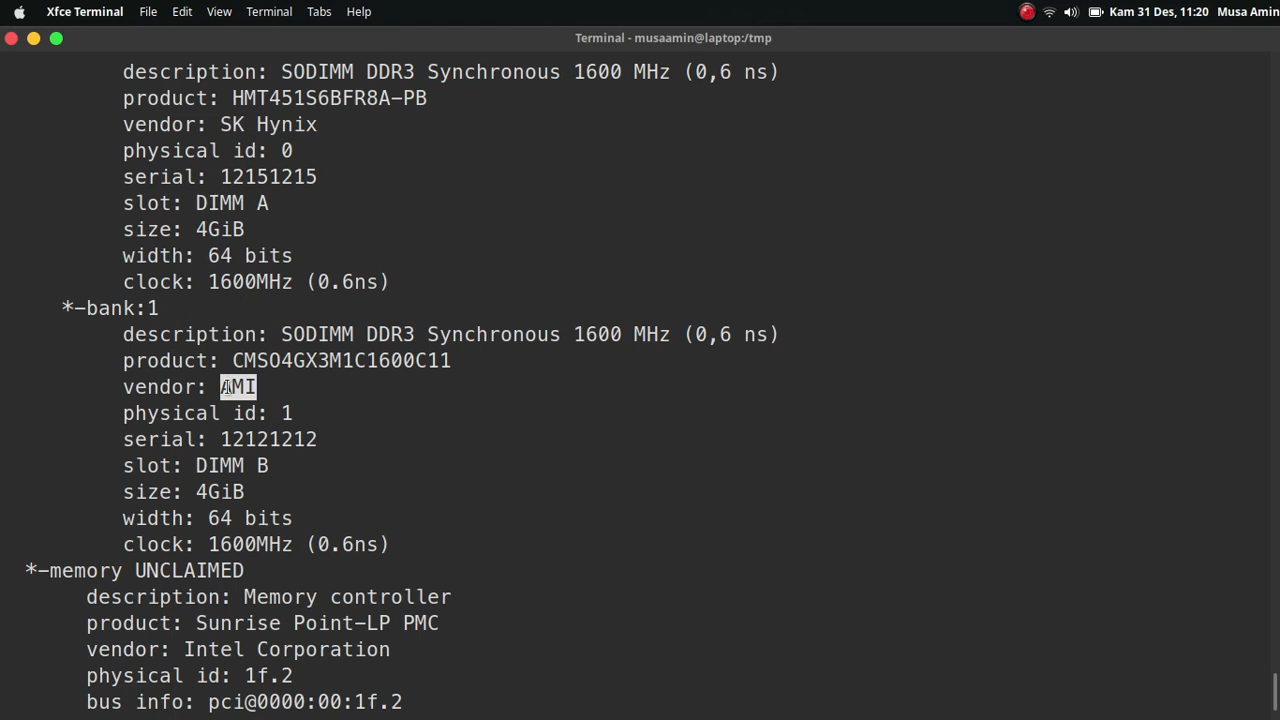 Xfce Terminal File Edit View Terminal Tabs Help Kam 31 Des, 11:20 Musa Amin
Terminal - musaamin@laptop:/tmp
description: SODIMM DDR3 Synchronous 1600 MHz (0,6 ns)
product: HMT451S6BFR8A-PB
vendor: SK Hynix
physical id: 0
serial: 12151215
slot: DIMM A
size: 4GiB
width: 64 bits
clock: 1600MHz (0.6ns)
*-bank:1
description: SODIMM DDR3 Synchronous 1600 MHz (0,6 ns)
product: CMSO4GX3M1C1600C11
vendor: AMI
physical id: 1
serial: 12121212
slot: DIMM B
size: 4GiB
width: 64 bits
clock: 1600MHz (0.6ns)
*-memory UNCLAIMED
description: Memory controller
product: Sunrise Point-LP PMC
vendor: Intel Corporation
physical id: 1f.2
bus info: pci@0000:00:1f.2